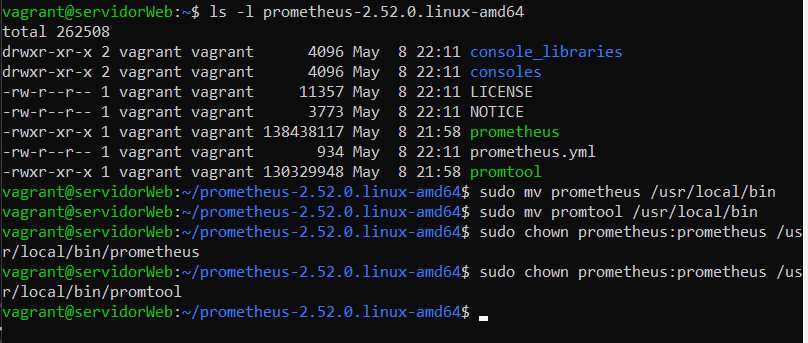 vagrant@servidorWeb:~$ ls -l prometheus-2.52.0.linux-amd64
total 262508
drwxr-xr-x 2 vagrant vagrant      4096 May  8 22:11 console_libraries
drwxr-xr-x 2 vagrant vagrant      4096 May  8 22:11 consoles
-rw-r--r-- 1 vagrant vagrant     11357 May  8 22:11 LICENSE
-rw-r--r-- 1 vagrant vagrant      3773 May  8 22:11 NOTICE
-rwxr-xr-x 1 vagrant vagrant 138438117 May  8 21:58 prometheus
-rw-r--r-- 1 vagrant vagrant       934 May  8 22:11 prometheus.yml
-rwxr-xr-x 1 vagrant vagrant 130329948 May  8 21:58 promtool
vagrant@servidorWeb:~/prometheus-2.52.0.linux-amd64$ sudo mv prometheus /usr/local/bin
vagrant@servidorWeb:~/prometheus-2.52.0.linux-amd64$ sudo mv promtool /usr/local/bin
vagrant@servidorWeb:~/prometheus-2.52.0.linux-amd64$ sudo chown prometheus:prometheus /us
r/local/bin/prometheus
vagrant@servidorWeb:~/prometheus-2.52.0.linux-amd64$ sudo chown prometheus:prometheus /us
r/local/bin/promtool
vagrant@servidorWeb:~/prometheus-2.52.0.linux-amd64$